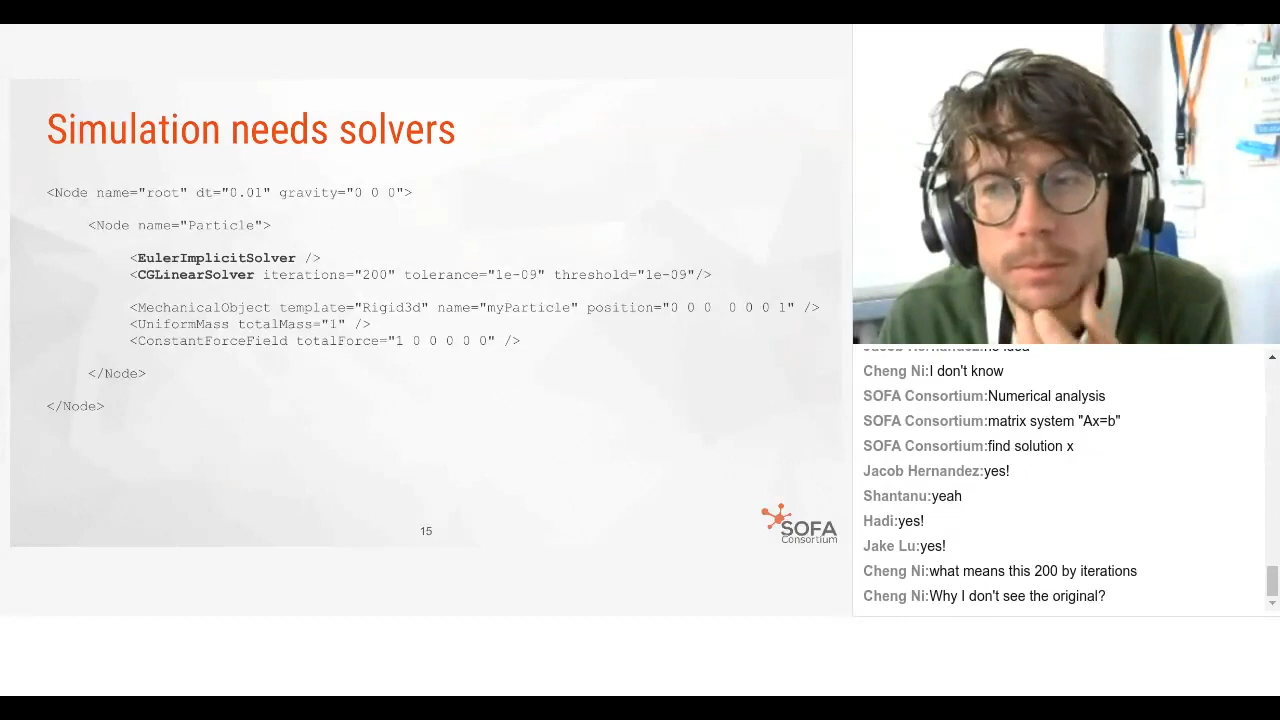 Simulation needs solvers
<Node name="root" dt="0.01" gravity="0 0 0">
<Node name="Particle">
<EulerImplicitSolver />
<CGLinearSolver iterations="200" tolerance="1e-09" threshold="1e-09"/>
<MechanicalObject template="Rigid3d" name="myParticle" position="0 0 0  0 0 0 1" />
<UniformMass totalMass="1" />
<ConstantForceField totalForce="1 0 0 0 0 0" />
</Node>
</Node>
15
SOFA
Consortium
Cheng Ni:I don't know
SOFA Consortium:Numerical analysis
SOFA Consortium:matrix system "Ax=b"
SOFA Consortium:find solution x
Jacob Hernandez:yes!
Shantanu:yeah
Hadi:yes!
Jake Lu:yes!
Cheng Ni:what means this 200 by iterations
Cheng Ni:Why I don't see the original?